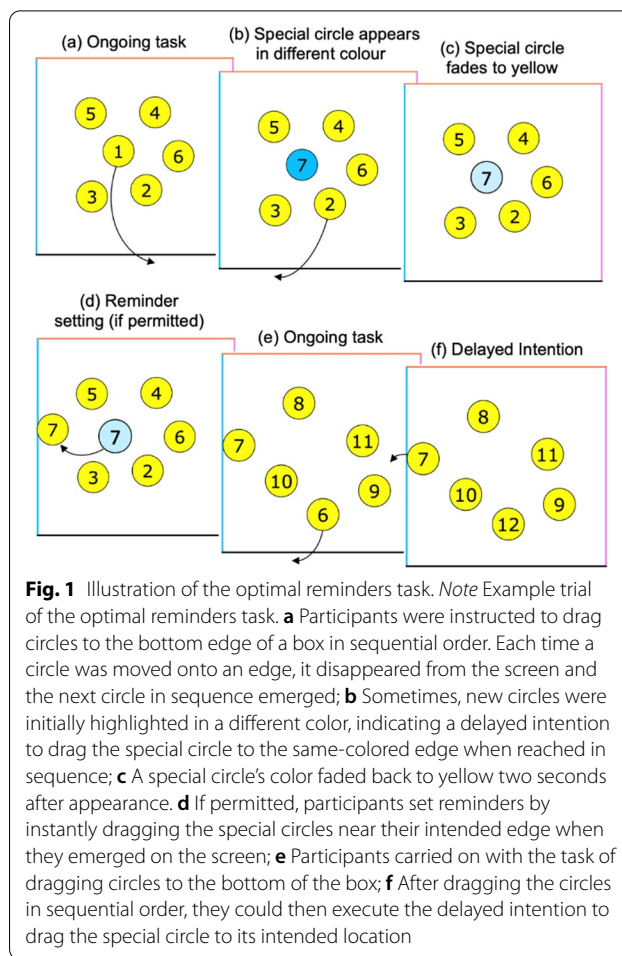 (a) Ongoing task
(b) Special circle appears
in different colour
(c) Special circle
fades to yellow
5 4
1
6
3 2
5 4
7
6
3 2
5 4
7
6
3 2
(d) Reminder
setting (if permitted)
(e) Ongoing task
(f) Delayed Intention
5 4
7 7 6
3 2
8
7 11
10 9
6
8
7 11
10 9
12
Fig. 1 Illustration of the optimal reminders task. Note Example trial
of the optimal reminders task. a Participants were instructed to drag
circles to the bottom edge of a box in sequential order. Each time a
circle was moved onto an edge, it disappeared from the screen and
the next circle in sequence emerged; b Sometimes, new circles were
initially highlighted in a different color, indicating a delayed intention
to drag the special circle to the same-colored edge when reached in
sequence; c A special circle's color faded back to yellow two seconds
after appearance. d If permitted, participants set reminders by
instantly dragging the special circles near their intended edge when
they emerged on the screen; e Participants carried on with the task of
dragging circles to the bottom of the box; f After dragging the circles
in sequential order, they could then execute the delayed intention to
drag the special circle to its intended location